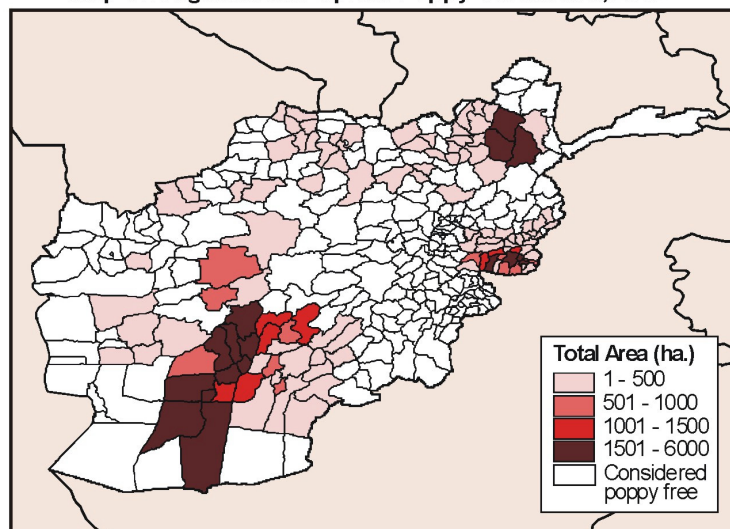 Total Area (ha.)
1 - 500
501 - 1000
1001 - 1500
1501 - 6000
Considered
poppy free